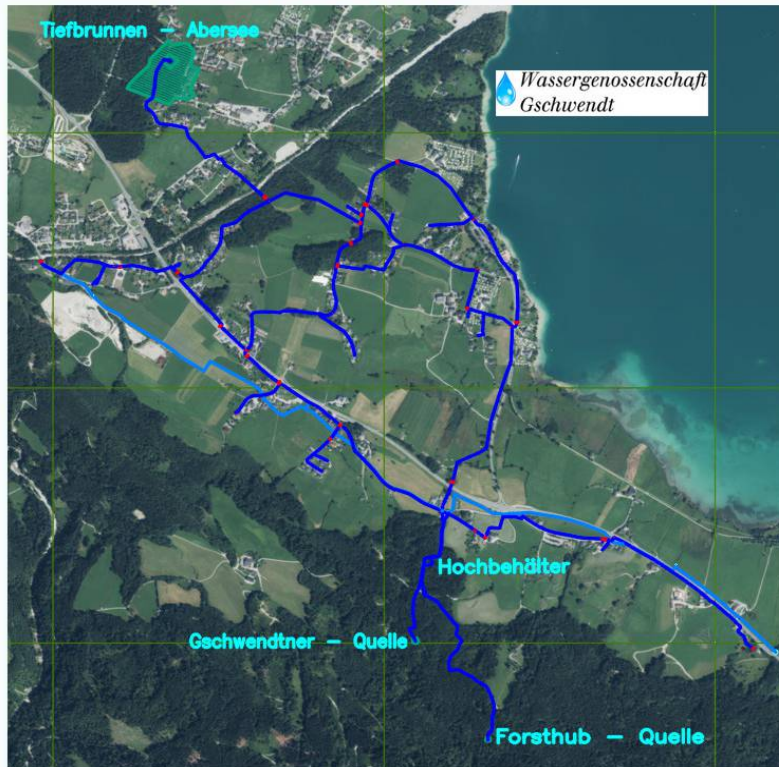 Tiefbrunnen – Abersee
Wassergenossenschaft
Gschwendt
Hochbehälter
Gschwendtner – Quelle
Forsthub – Quelle